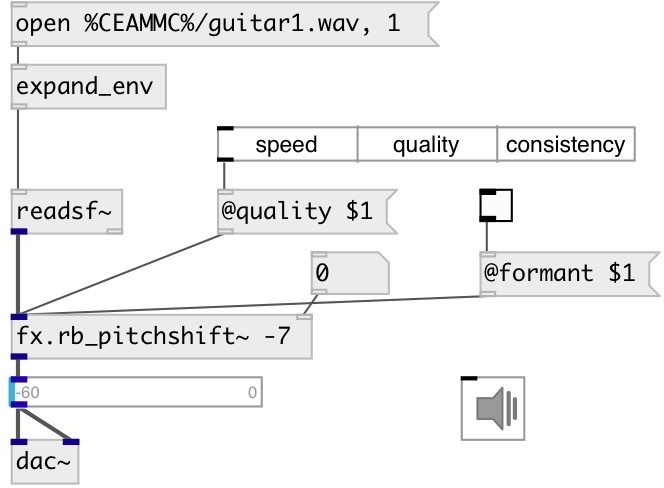 open %CEAMMC%/guitar1.wav, 1
expand_env
speed quality consistency
readsf~
@quality $1
0
@formant $1
fx.rb_pitchshift~ -7
-60 0
dac~